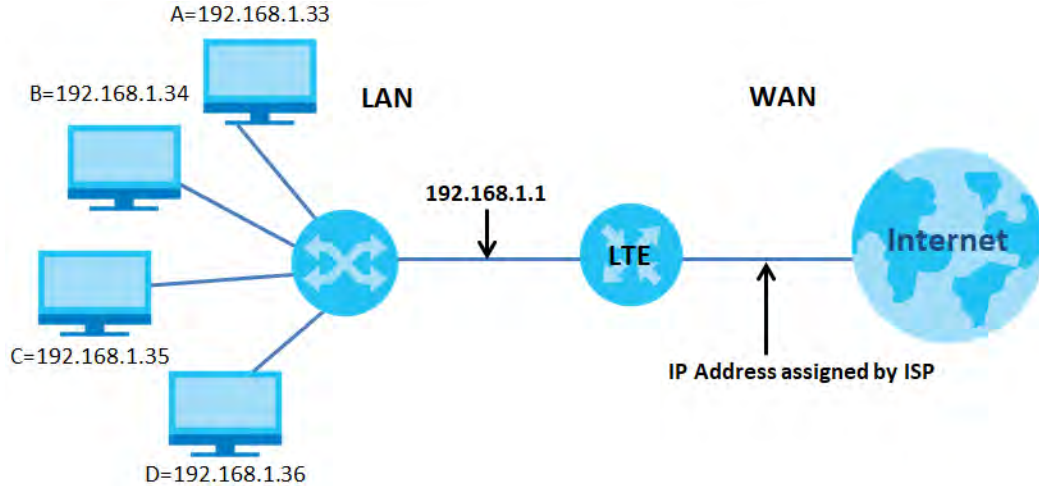 A=192.168.1.33
B=192.168.1.34
LAN
WAN
192.168.1.1
LTE
Internet
C=192.168.1.35
IP Address assigned by ISP
D=192.168.1.36